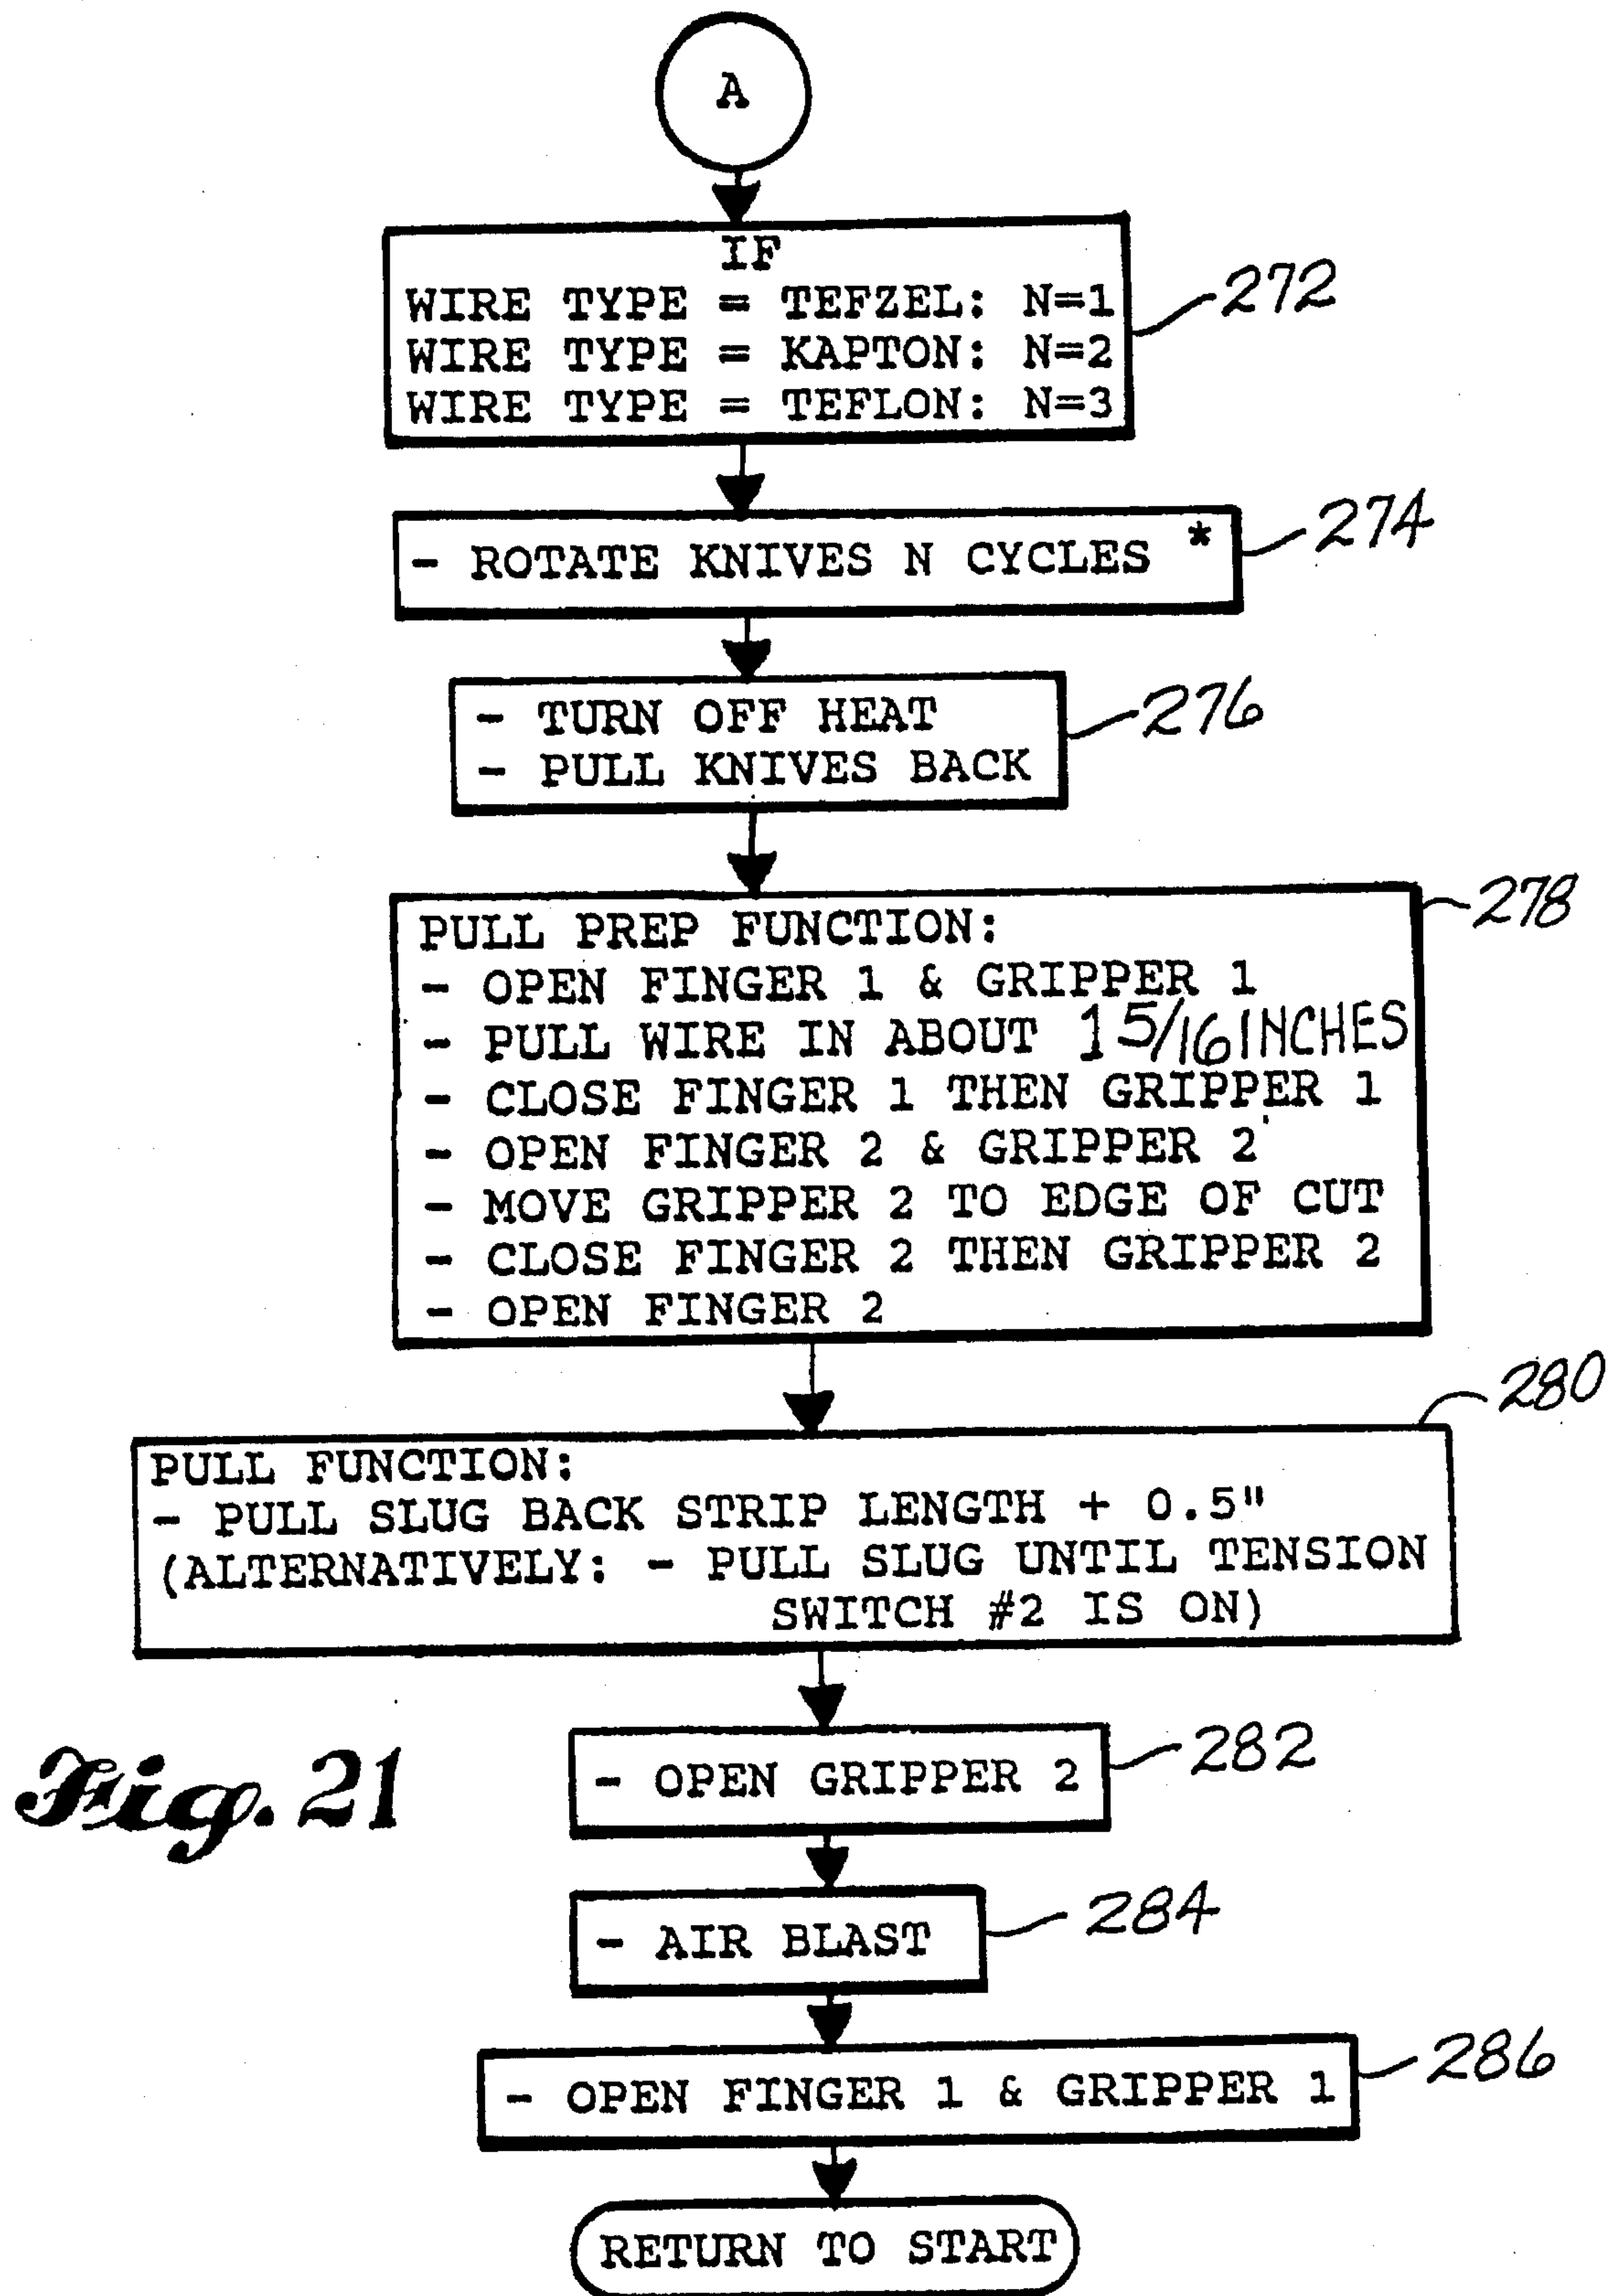 A
IF
WIRE TYPE = TEFZEL: N=1
WIRE TYPE = KAPTON: N=2
WIRE TYPE = TEFLON: N=3
272
- ROTATE KNIVES N CYCLES *
274
- TURN OFF HEAT
- PULL KNIVES BACK
276
PULL PREP FUNCTION:
- OPEN FINGER 1 & GRIPPER 1
- PULL WIRE IN ABOUT 1 5/16 INCHES
- CLOSE FINGER 1 THEN GRIPPER 1
- OPEN FINGER 2 & GRIPPER 2
- MOVE GRIPPER 2 TO EDGE OF CUT
- CLOSE FINGER 2 THEN GRIPPER 2
- OPEN FINGER 2
278
PULL FUNCTION:
- PULL SLUG BACK STRIP LENGTH + 0.5"
(ALTERNATIVELY: - PULL SLUG UNTIL TENSION
SWITCH #2 IS ON)
280
- OPEN GRIPPER 2
282
Fig. 21
- AIR BLAST
284
- OPEN FINGER 1 & GRIPPER 1
286
RETURN TO START